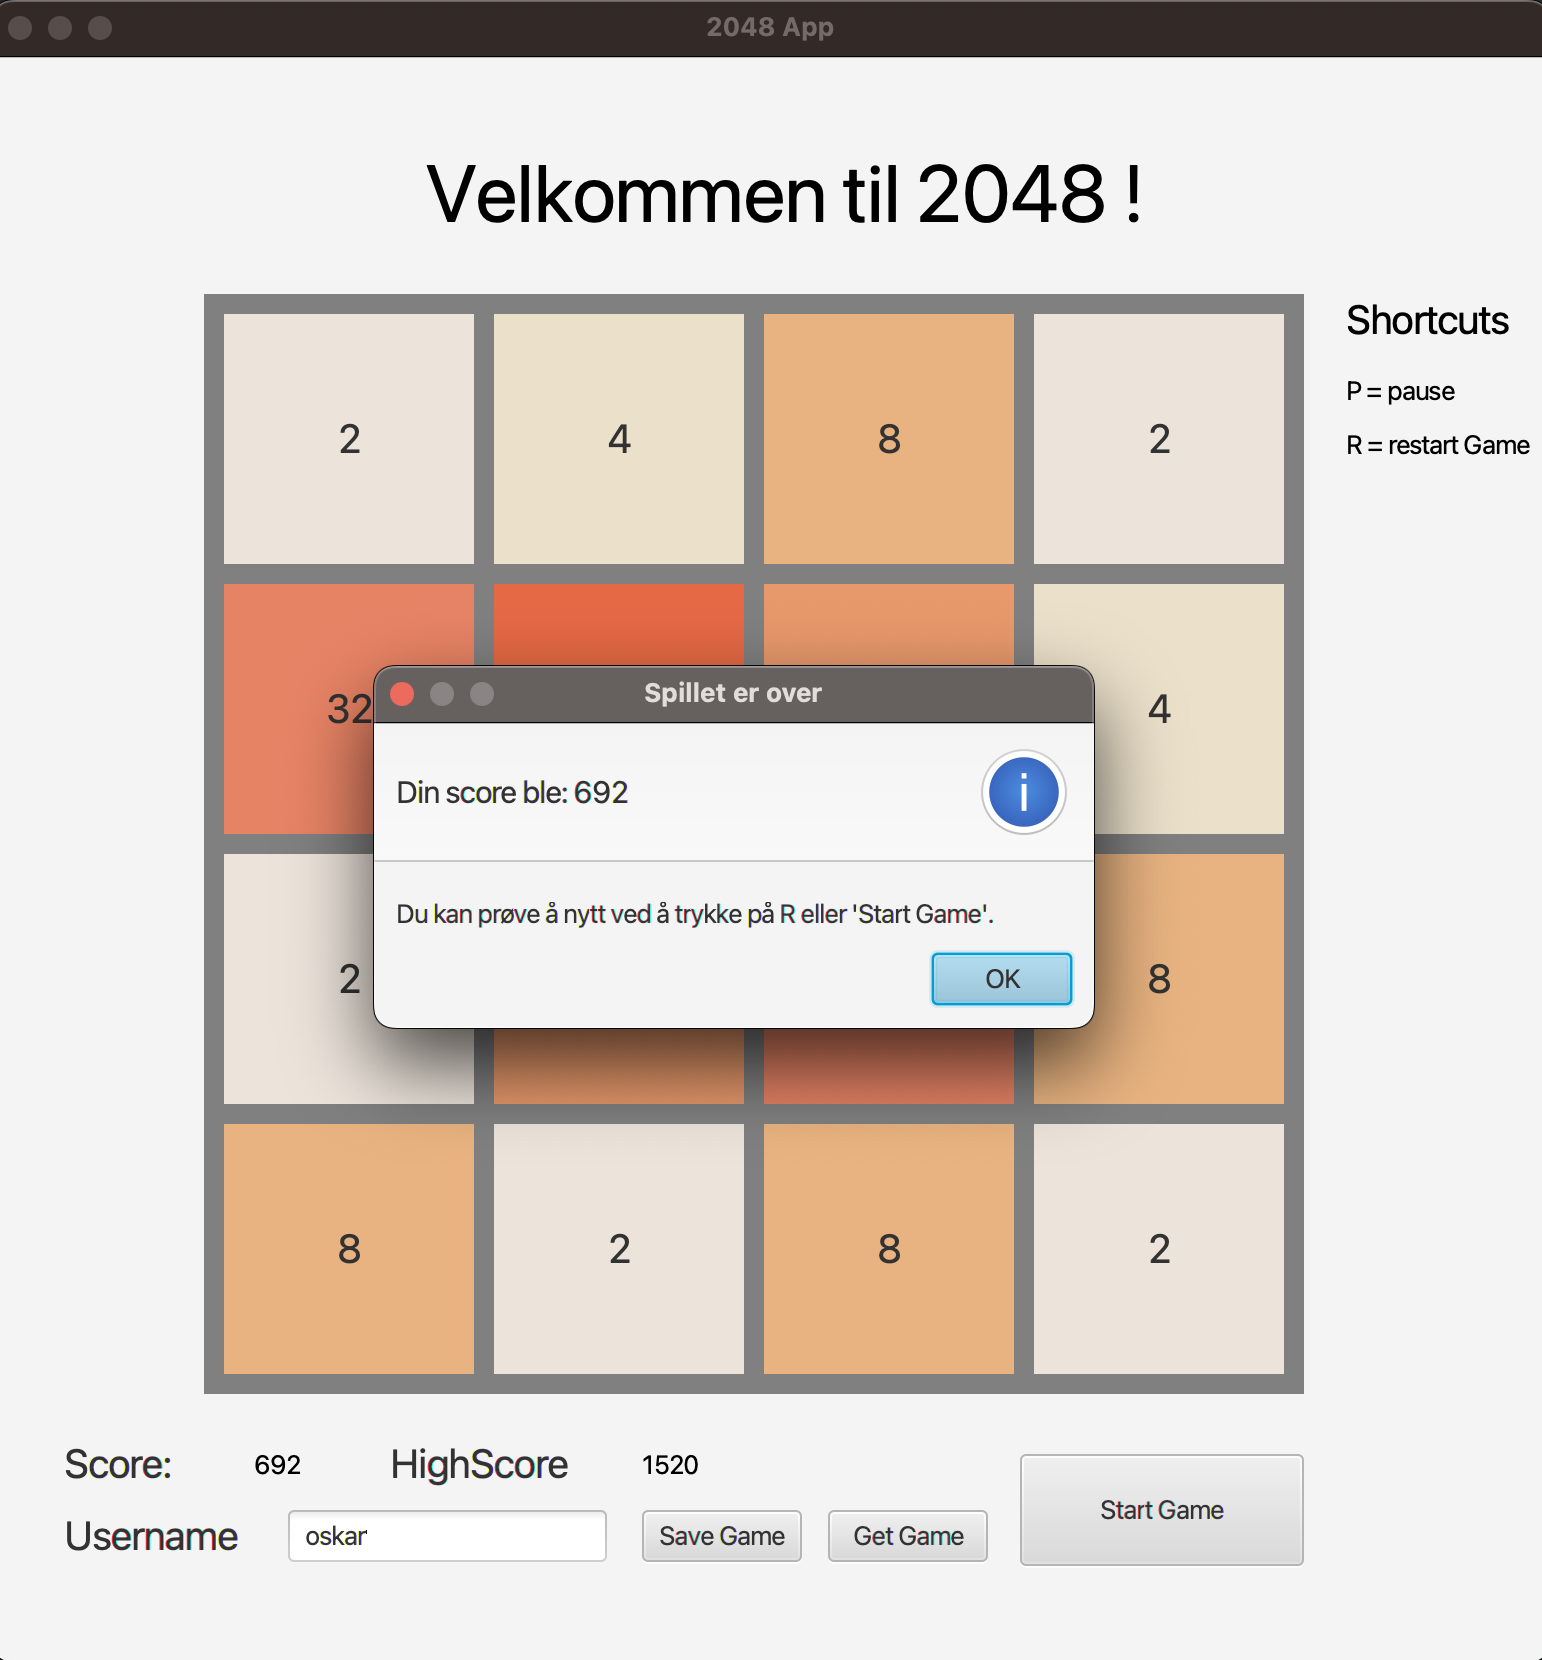 2048 App
Velkommen til 2048 !
Shortcuts
P = pause
R = restart Game
2 4 8 2
32 4
Spillet er over
Din score ble: 692
Du kan prøve å nytt ved å trykke på R eller 'Start Game'.
OK
2 8
8 2 8 2
Score: 692 HighScore 1520
Username oskar Save Game Get Game Start Game